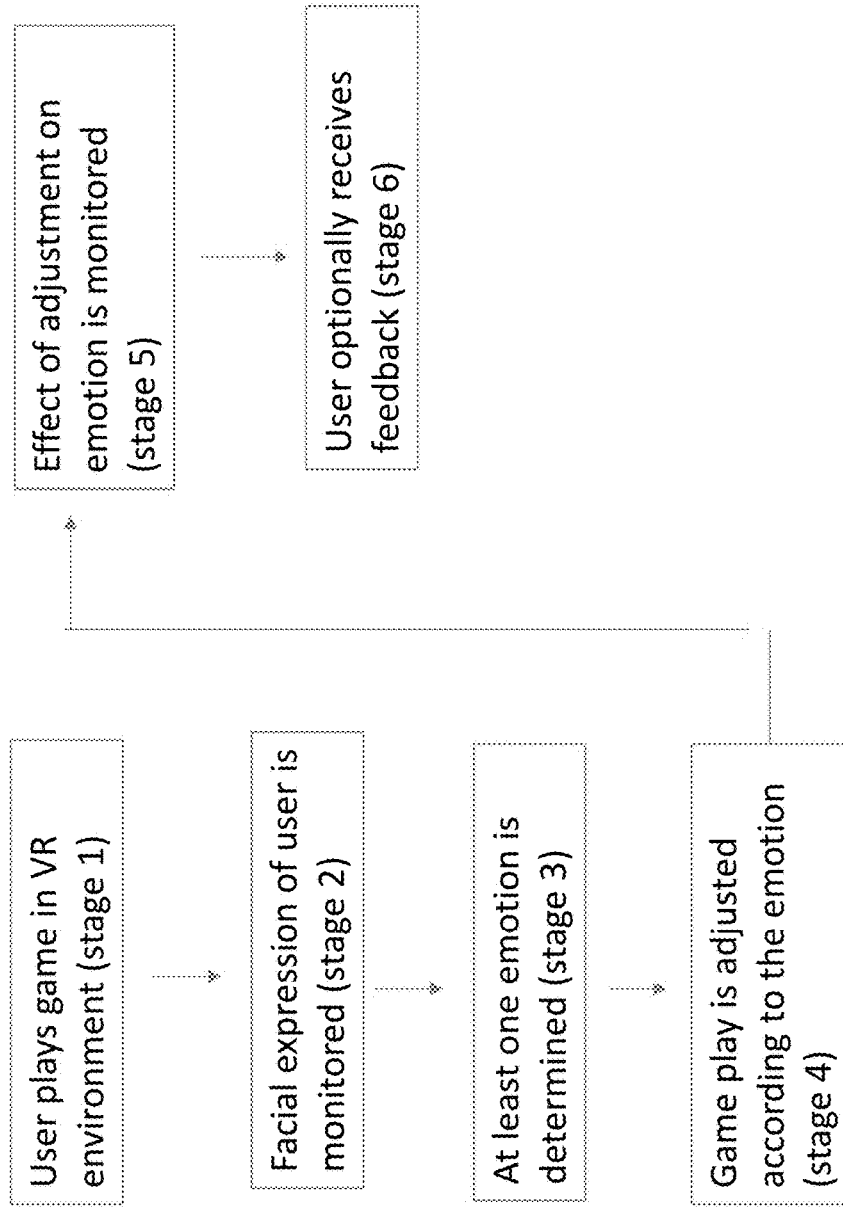 User plays game in VR
environment (stage 1)
Facial expression of user is
monitored (stage 2)
At least one emotion is
determined (stage 3)
Game play is adjusted
according to the emotion
(stage 4)
Effect of adjustment on
emotion is monitored
(stage 5)
User optionally receives
feedback (stage 6)